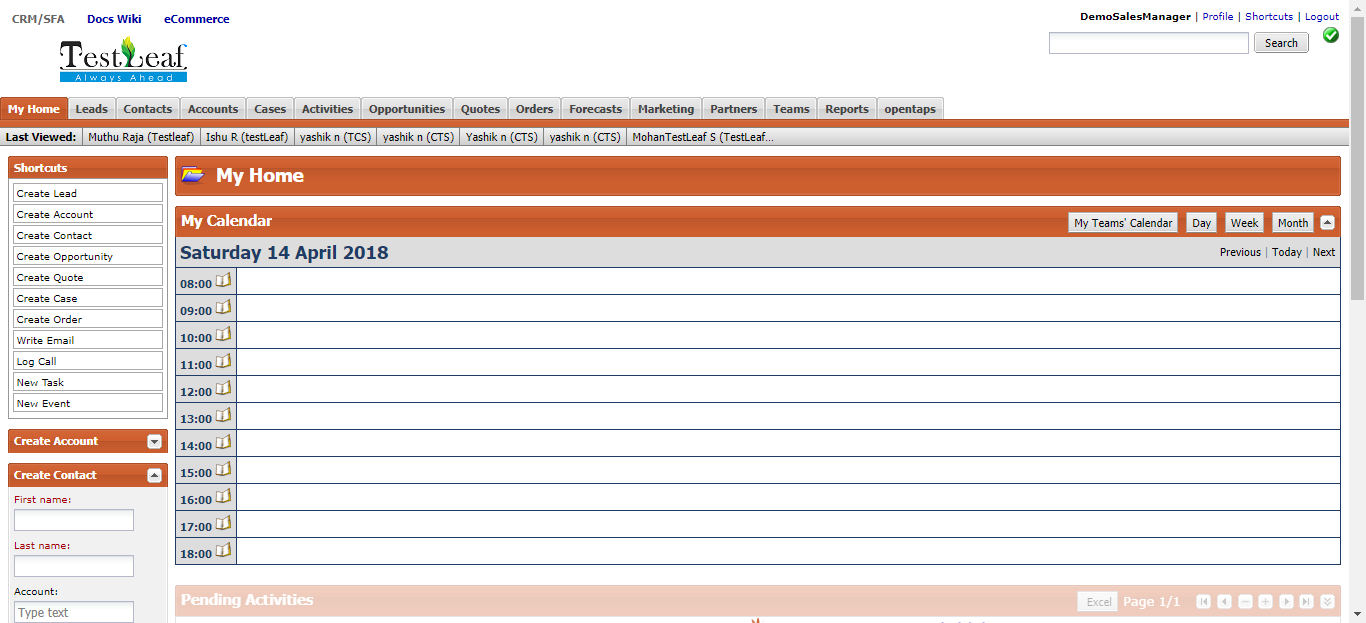 CRM/SFA Docs Wiki eCommerce
DemoSalesManager | Profile | Shortcuts | Logout
Search
TestLeaf
Always Ahead
My Home Leads Contacts Accounts Cases Activities Opportunities Quotes Orders Forecasts Marketing Partners Teams Reports opentaps
Last Viewed: Muthu Raja (Testleaf) Ishu R (testLeaf) yashik n (TCS) yashik n (CTS) Yashik n (CTS) yashik n (CTS) MohanTestLeaf S (TestLeaf...
Shortcuts
Create Lead
Create Account
Create Contact
Create Opportunity
Create Quote
Create Case
Create Order
Write Email
Log Call
New Task
New Event
Create Account
Create Contact
First name:
Last name:
Account:
Type text
My Home
My Calendar
My Teams' Calendar Day Week Month
Saturday 14 April 2018
Previous | Today | Next
08:00
09:00
10:00
11:00
12:00
13:00
14:00
15:00
16:00
17:00
18:00
Pending Activities
Excel Page 1/1